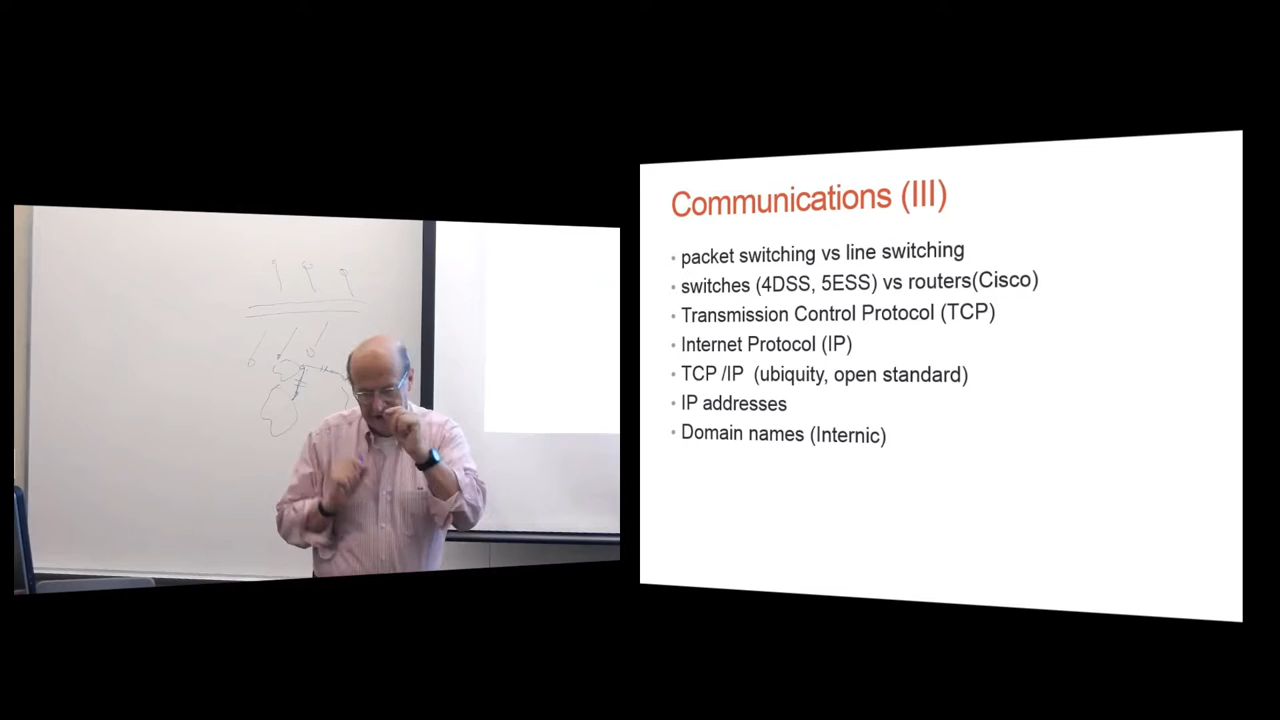 Communications (III)
• packet switching vs line switching
• switches (4DSS, 5ESS) vs routers(Cisco)
• Transmission Control Protocol (TCP)
• Internet Protocol (IP)
• TCP /IP  (ubiquity, open standard)
• IP addresses
• Domain names (Internic)